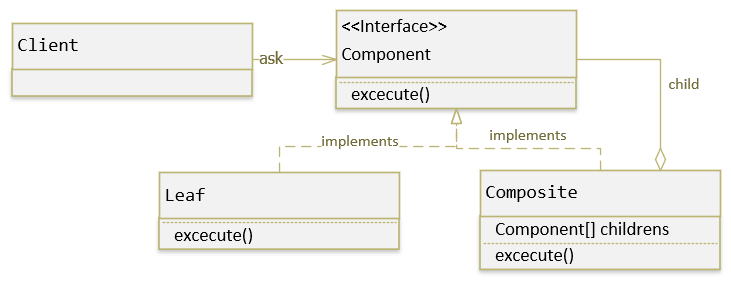 Client
ask
<<Interface>>
Component
excecute()
child
implements
implements
Leaf
excecute()
Composite
Component[] childrens
excecute()